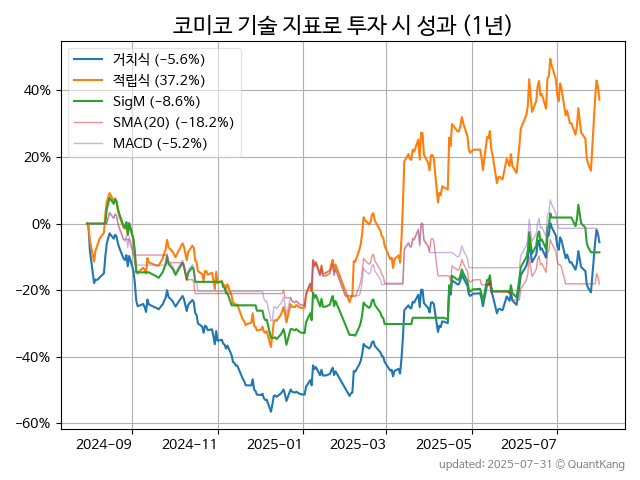 코미코 기술 지표로 투자 시 성과 (1년)
거치식 (−5.6%)
적립식 (37.2%)
SigM (−8.6%)
SMA(20) (−18.2%)
MACD (−5.2%)
40%
20%
0%
−20%
−40%
−60%
2024-09 2024-11 2025-01 2025-03 2025-05 2025-07
updated: 2025-07-31 © QuantKang